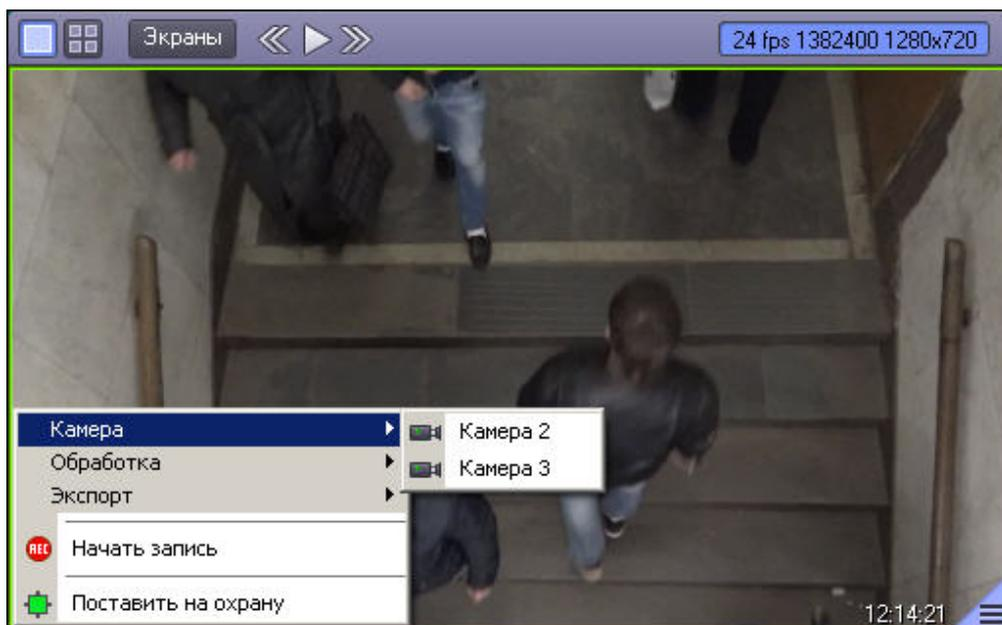 Экраны
24 fps 1382400 1280x720
Камера
Камера 2
Обработка
Камера 3
Экспорт
REC
Начать запись
Поставить на охрану
12:14:21